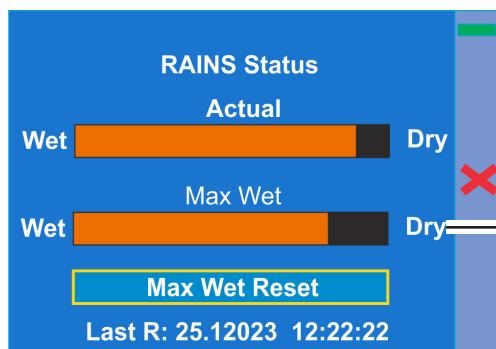 RAINS Status
Actual
Wet Dry
Max Wet
Wet Dry
Max Wet Reset
Last R: 25.12023 12:22:22